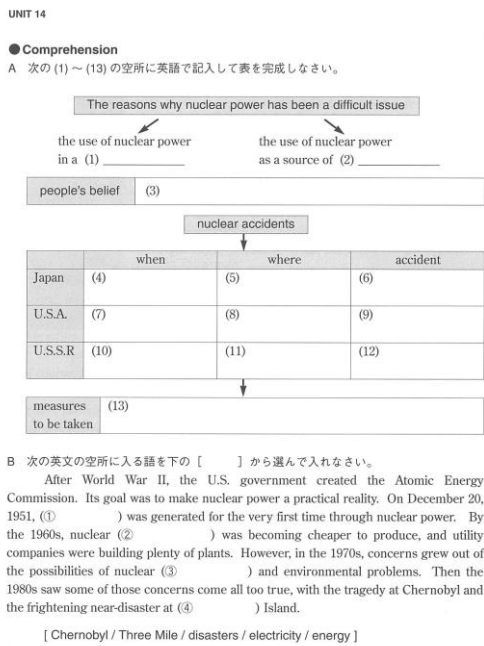 UNIT 14
●Comprehension
A 次の (1) ～ (13) の空所に英語で記入して表を完成しなさい。
The reasons why nuclear power has been a difficult issue
the use of nuclear power
in a (1) ____________
the use of nuclear power
as a source of (2) ____________
people's belief (3)
nuclear accidents
when where accident
Japan (4) (5) (6)
U.S.A. (7) (8) (9)
U.S.S.R (10) (11) (12)
measures
to be taken
(13)
B 次の英文の空所に入る語を下の [ ] から選んで入れなさい。
After World War II, the U.S. government created the Atomic Energy
Commission. Its goal was to make nuclear power a practical reality. On December 20,
1951, (① ) was generated for the very first time through nuclear power. By
the 1960s, nuclear (② ) was becoming cheaper to produce, and utility
companies were building plenty of plants. However, in the 1970s, concerns grew out of
the possibilities of nuclear (③ ) and environmental problems. Then the
1980s saw some of those concerns come all too true, with the tragedy at Chernobyl and
the frightening near-disaster at (④ ) Island.
[ Chernobyl / Three Mile / disasters / electricity / energy ]